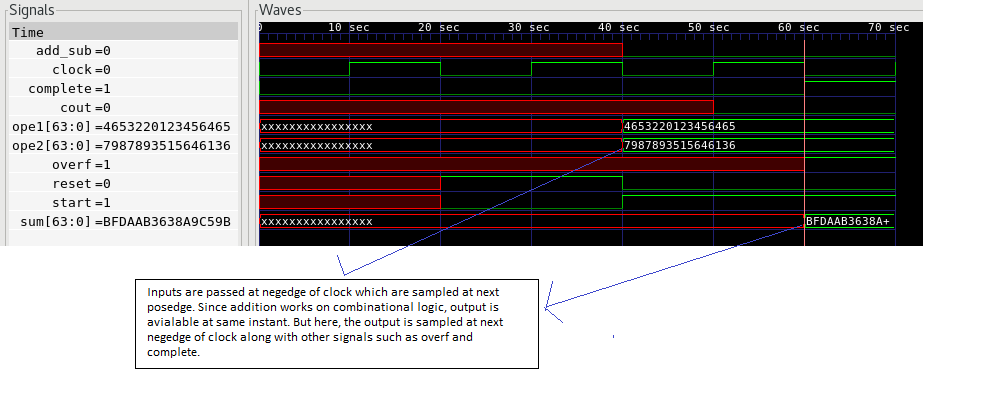 Signals
Waves
Time
0 10 sec 20 sec 30 sec 40 sec 50 sec 60 sec 70 sec
add_sub=0
clock=0
complete=1
cout=0
ope1[63:0]=4653220123456465 xxxxxxxxxxxxxxxx 4653220123456465
ope2[63:0]=7987893515646136 xxxxxxxxxxxxxxxx 7987893515646136
overf=1
reset=0
start=1
sum[63:0]=BFDAAB3638A9C59B xxxxxxxxxxxxxxxx BFDAAB3638A+
Inputs are passed at negedge of clock which are sampled at next
posedge. Since addition works on combinational logic, output is
avialable at same instant. But here, the output is sampled at next
negedge of clock along with other signals such as overf and
complete.